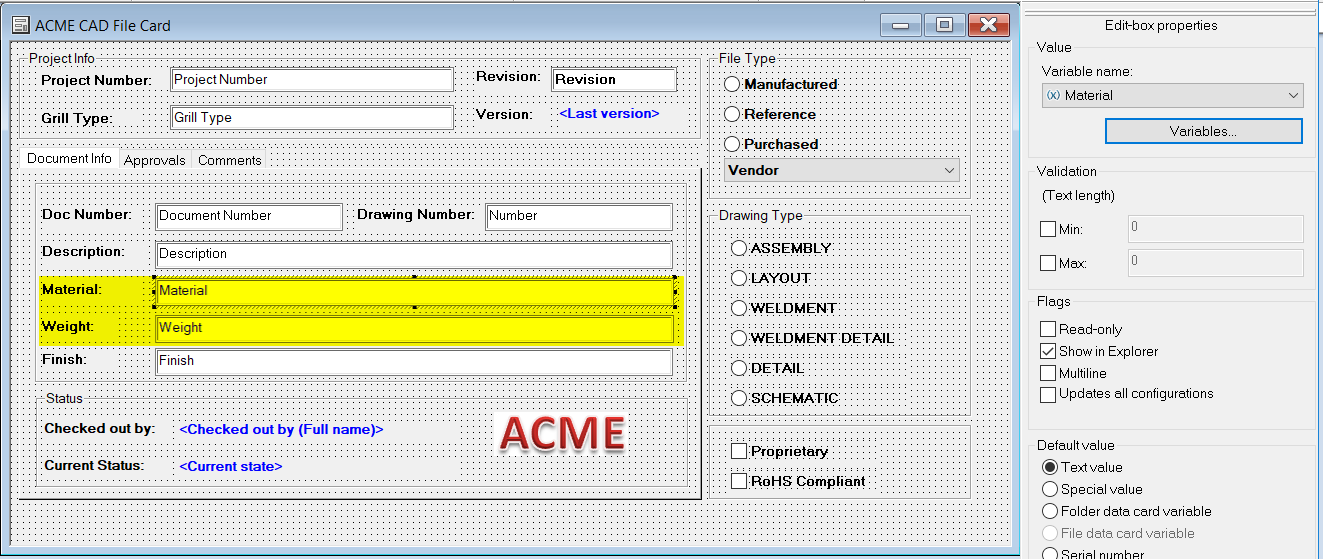 ACME CAD File Card
Project Info
Project Number: Project Number Revision: Revision
Grill Type: Grill Type Version: <Last version>
Document Info Approvals Comments
Doc Number: Document Number Drawing Number: Number
Description: Description
Material: Material
Weight: Weight
Finish: Finish
Status
Checked out by: <Checked out by (Full name)>
ACME
Current Status: <Current state>
File Type
Manufactured
Reference
Purchased
Vendor
Drawing Type
ASSEMBLY
LAYOUT
WELDMENT
WELDMENT DETAIL
DETAIL
SCHEMATIC
Proprietary
RoHS Compliant
Edit-box properties
Value
Variable name:
(x) Material
Variables...
Validation
(Text length)
Min: 0
Max: 0
Flags
Read-only
Show in Explorer
Multiline
Updates all configurations
Default value
Text value
Special value
Folder data card variable
File data card variable
Serial number